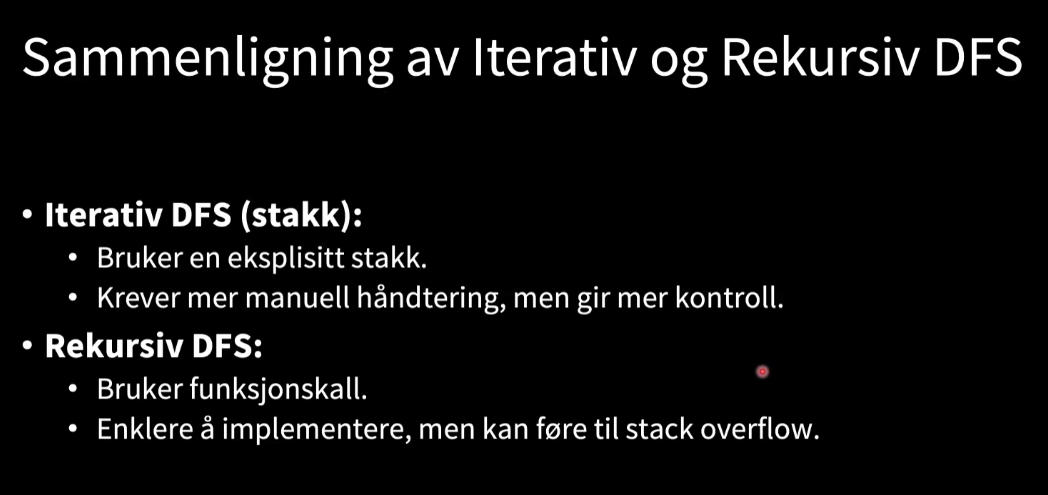 Sammenligning av Iterativ og Rekursiv DFS
• Iterativ DFS (stakk):
• Bruker en eksplisitt stakk.
• Krever mer manuell håndtering, men gir mer kontroll.
• Rekursiv DFS:
• Bruker funksjonskall.
• Enklere å implementere, men kan føre til stack overflow.